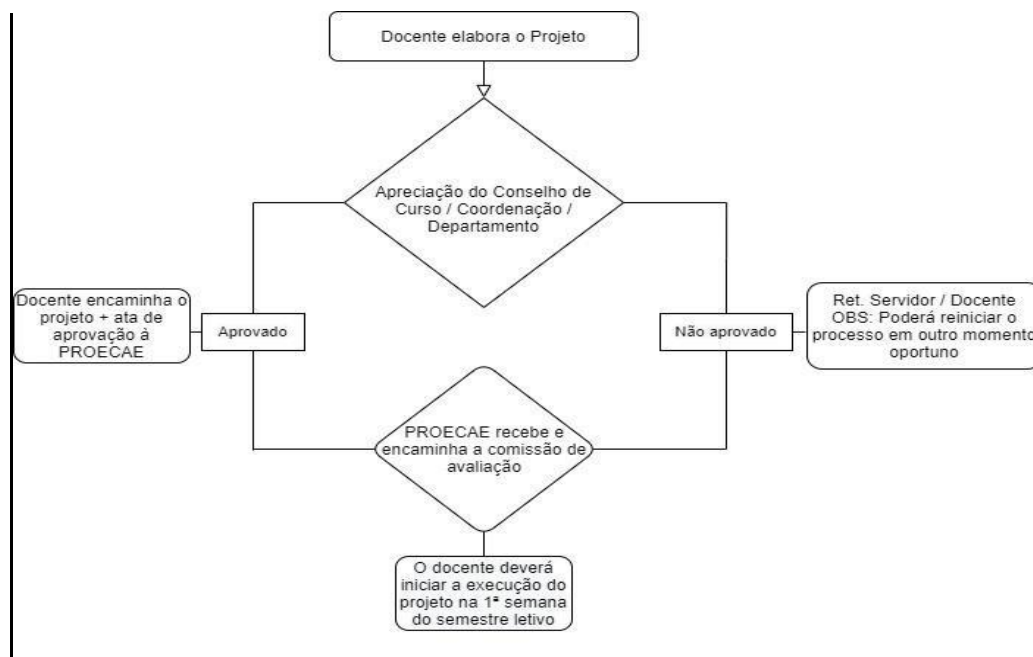 Docente elabora o Projeto
Apreciação do Conselho de
Curso / Coordenação /
Departamento
Docente encaminha o
projeto + ata de
aprovação à
PROECAE
Aprovado
Não aprovado
Ret. Servidor / Docente
OBS: Poderá reiniciar o
processo em outro momento
oportuno
PROECAE recebe e
encaminha a comissão de
avaliação
O docente deverá
iniciar a execução do
projeto na 1ª semana
do semestre letivo